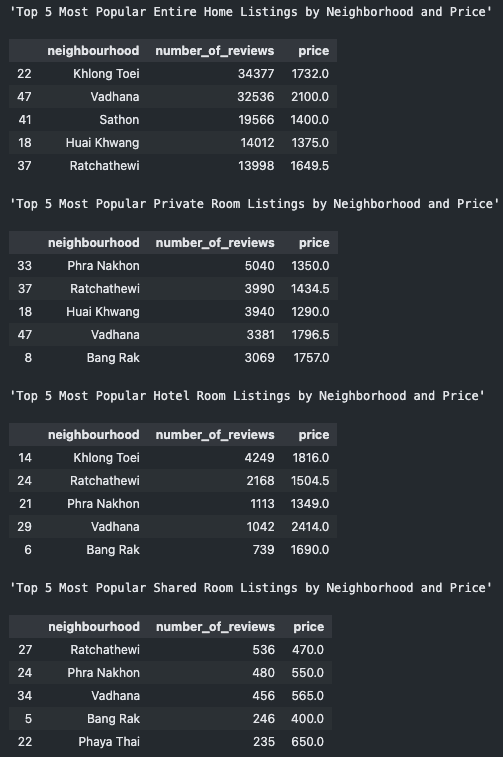 'Top 5 Most Popular Entire Home Listings by Neighborhood and Price'
neighbourhood number_of_reviews price
22 Khlong Toei 34377 1732.0
47 Vadhana 32536 2100.0
41 Sathon 19566 1400.0
18 Huai Khwang 14012 1375.0
37 Ratchathewi 13998 1649.5
'Top 5 Most Popular Private Room Listings by Neighborhood and Price'
neighbourhood number_of_reviews price
33 Phra Nakhon 5040 1350.0
37 Ratchathewi 3990 1434.5
18 Huai Khwang 3940 1290.0
47 Vadhana 3381 1796.5
8 Bang Rak 3069 1757.0
'Top 5 Most Popular Hotel Room Listings by Neighborhood and Price'
neighbourhood number_of_reviews price
14 Khlong Toei 4249 1816.0
24 Ratchathewi 2168 1504.5
21 Phra Nakhon 1113 1349.0
29 Vadhana 1042 2414.0
6 Bang Rak 739 1690.0
'Top 5 Most Popular Shared Room Listings by Neighborhood and Price'
neighbourhood number_of_reviews price
27 Ratchathewi 536 470.0
24 Phra Nakhon 480 550.0
34 Vadhana 456 565.0
5 Bang Rak 246 400.0
22 Phaya Thai 235 650.0